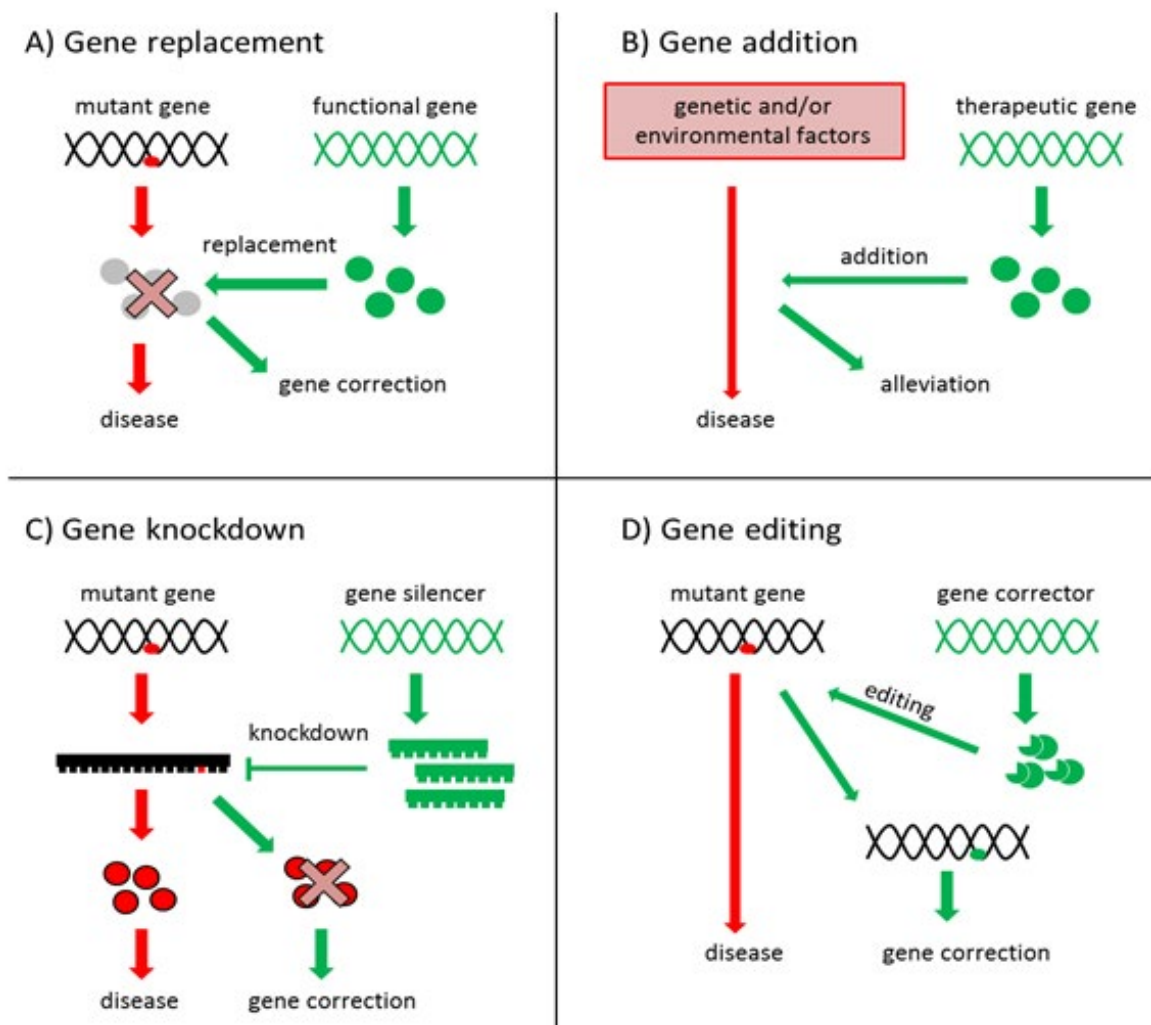 A) Gene replacement
mutant gene
functional gene
replacement
gene correction
disease
B) Gene addition
genetic and/or
environmental factors
therapeutic gene
addition
alleviation
disease
C) Gene knockdown
mutant gene
gene silencer
knockdown
disease
gene correction
D) Gene editing
mutant gene
gene corrector
editing
disease
gene correction